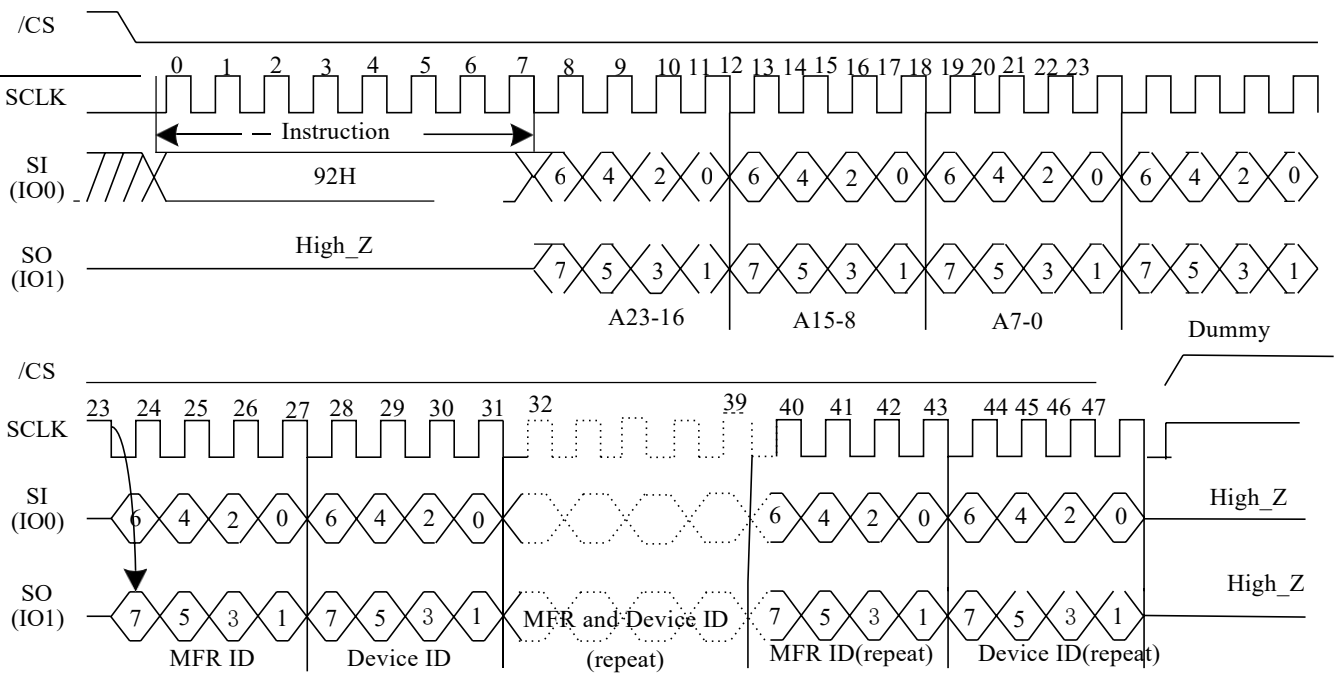 /CS
0 1 2 3 4 5 6 7 8 9 10 11 12 13 14 15 16 17 18 19 20 21 22 23
SCLK
Instruction
SI
(IO0)
92H
6 4 2 0 6 4 2 0 6 4 2 0 6 4 2 0
High_Z
SO
(IO1)
7 5 3 1 7 5 3 1 7 5 3 1 7 5 3 1
A23-16 A15-8 A7-0
Dummy
/CS
23 24 25 26 27 28 29 30 31 32 39 40 41 42 43 44 45 46 47
SCLK
SI
(IO0)
6 4 2 0 6 4 2 0 6 4 2 0 6 4 2 0
High_Z
SO
(IO1)
7 5 3 1 7 5 3 1 MFR and Device ID 7 5 3 1 7 5 3 1
High_Z
MFR ID Device ID (repeat) MFR ID(repeat) Device ID(repeat)